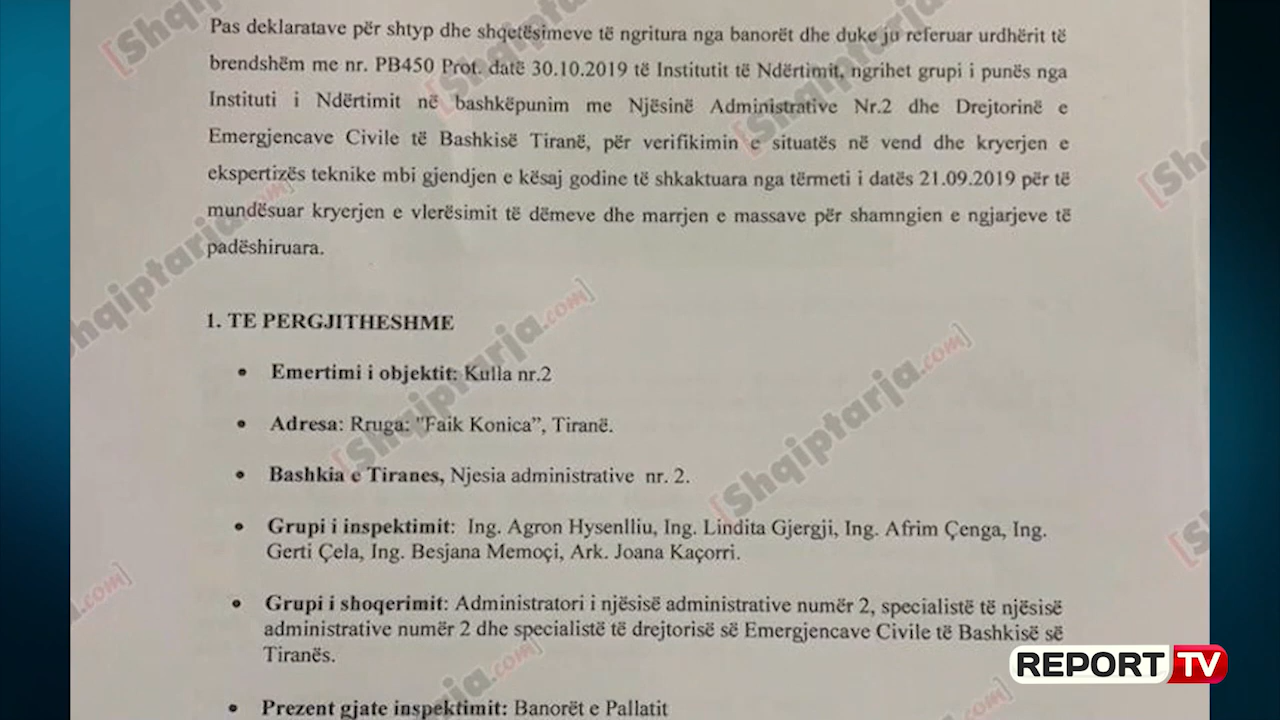 Pas deklaratave për shtyp dhe shqetësimeve të ngritura nga banorët dhe duke ju referuar urdhërit të
brendshëm me nr. PB450 Prot. datë 30.10.2019 të Institutit të Ndërtimit, ngrihet grupi i punës nga
Instituti i Ndërtimit në bashkëpunim me Njësinë Administrative Nr.2 dhe Drejtorinë e
Emergjencave Civile të Bashkisë Tiranë, për verifikimin e situatës në vend dhe kryerjen e
ekspertizës teknike mbi gjendjen e kësaj godine të shkaktuara nga tërmeti i datës 21.09.2019 për të
mundësuar kryerjen e vlerësimit të dëmeve dhe marrjen e massave për shamngien e ngjarjeve të
padëshiruara.
1. TE PERGJITHESHME
• Emertimi i objektit: Kulla nr.2
• Adresa: Rruga: "Faik Konica”, Tiranë.
• Bashkia e Tiranes, Njesia administrative nr. 2.
• Grupi i inspektimit: Ing. Agron Hysenlliu, Ing. Lindita Gjergji, Ing. Afrim Çenga, Ing.
Gerti Çela, Ing. Besjana Memoçi, Ark. Joana Kaçorri.
• Grupi i shoqerimit: Administratori i njësisë administrative numër 2, specialistë të njësisë
administrative numër 2 dhe specialistë të drejtorisë së Emergjencave Civile të Bashkisë së
Tiranës.
• Prezent gjate inspektimit: Banorët e Pallatit
[Shqiptarja.com]
[Shqiptarja.com]
REPORT TV